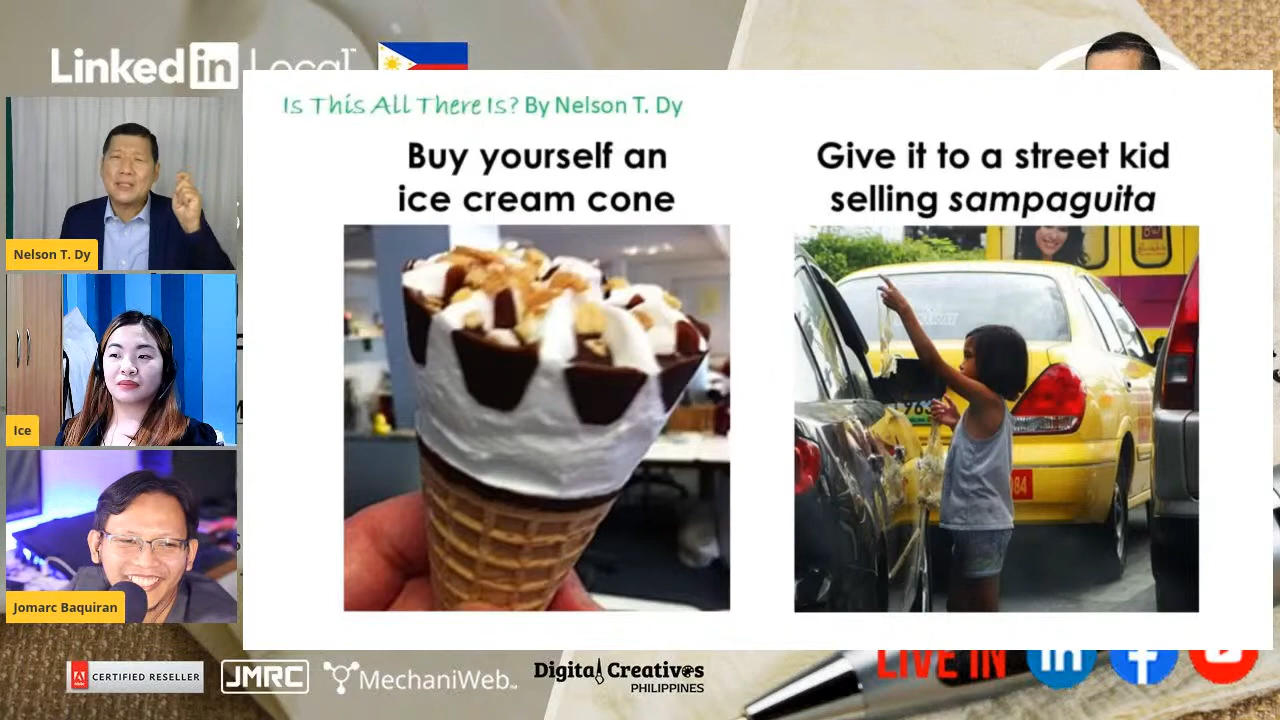 LinkedIn Local
Nelson T. Dy
Ice
Jomarc Baquiran
Is This All There Is? By Nelson T. Dy
Buy yourself an
ice cream cone
Give it to a street kid
selling sampaguita
CERTIFIED RESELLER
JMRC
MechaniWeb
Digital Creatives
PHILIPPINES
LIVE IN
in